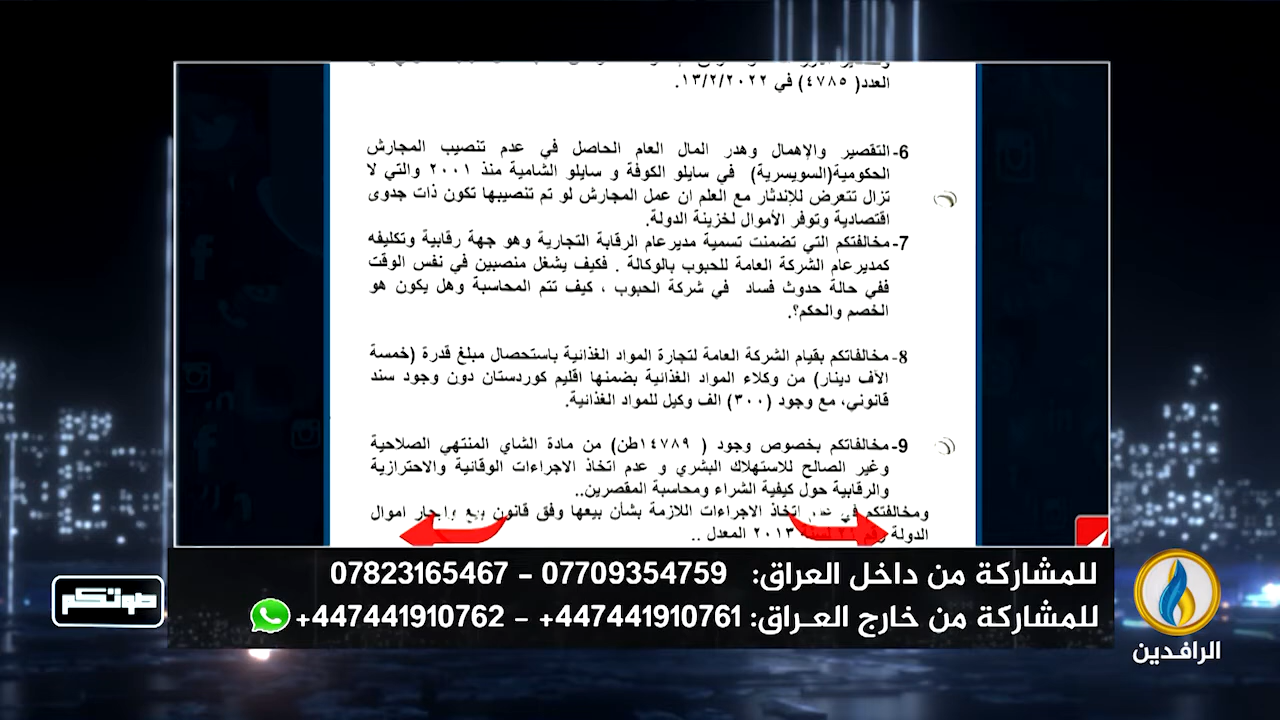 العدد( ٤٧٨٥) في ١٣/٢/٢٠٢٢.
6- التقصير والإهمال وهدر المال العام الحاصل في عدم تنصيب المجارش
الحكومية(السويسرية) في سايلو الكوفة و سايلو الشامية منذ ٢٠٠١ والتي لا
تزال تتعرض للإندثار مع العلم ان عمل المجارش لو تم تنصيبها تكون ذات جدوى
اقتصادية وتوفر الأموال لخزينة الدولة.
7- مخالفتكم التي تضمنت تسمية مديرعام الرقابة التجارية وهو جهة رقابية وتكليفه
كمديرعام الشركة العامة للحبوب بالوكالة . فكيف يشغل منصبين في نفس الوقت
ففي حالة حدوث فساد في شركة الحبوب ، كيف تتم المحاسبة وهل يكون هو
الخصم والحكم؟.
8- مخالفاتكم بقيام الشركة العامة لتجارة المواد الغذائية باستحصال مبلغ قدرة (خمسة
الآف دينار) من وكلاء المواد الغذائية بضمنها اقليم كوردستان دون وجود سند
قانوني، مع وجود (٣٠٠) الف وكيل للمواد الغذائية.
9- مخالفاتكم بخصوص وجود ( ١٤٧٨٩طن) من مادة الشاي المنتهي الصلاحية
وغير الصالح للاستهلاك البشري و عدم اتخاذ الاجراءات الوقائية والاحترازية
والرقابية حول كيفية الشراء ومحاسبة المقصرين..
ومخالفتكم في عدم اتخاذ الاجراءات اللازمة بشأن بيعها وفق قانون بيع وايجار اموال
الدولة رقم ٢١ لسنة ٢٠١٣ المعدل ..
للمشاركة من داخل العراق: 07709354759 - 07823165467
للمشاركة من خارج العـراق: 447441910761+ - 447441910762+
صوتكم
الرافـدين